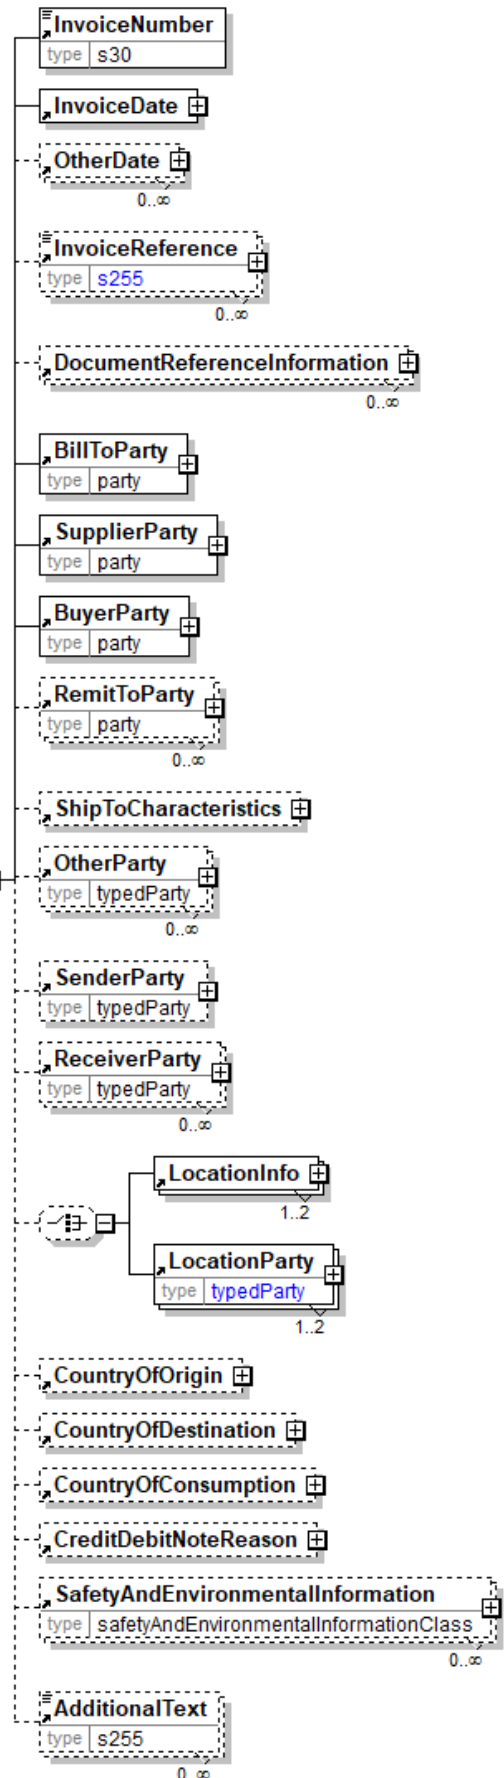 InvoiceNumber
type s30
InvoiceDate
OtherDate
0..∞
InvoiceReference
type s255
0..∞
DocumentReferenceInformation
0..∞
BillToParty
type party
SupplierParty
type party
BuyerParty
type party
RemitToParty
type party
0..∞
ShipToCharacteristics
OtherParty
type typedParty
0..∞
SenderParty
type typedParty
ReceiverParty
type typedParty
0..∞
LocationInfo
1..2
LocationParty
type typedParty
1..2
CountryOfOrigin
CountryOfDestination
CountryOfConsumption
CreditDebitNoteReason
SafetyAndEnvironmentalInformation
type safetyAndEnvironmentalInformationClass
0..∞
AdditionalText
type s255
0..∞